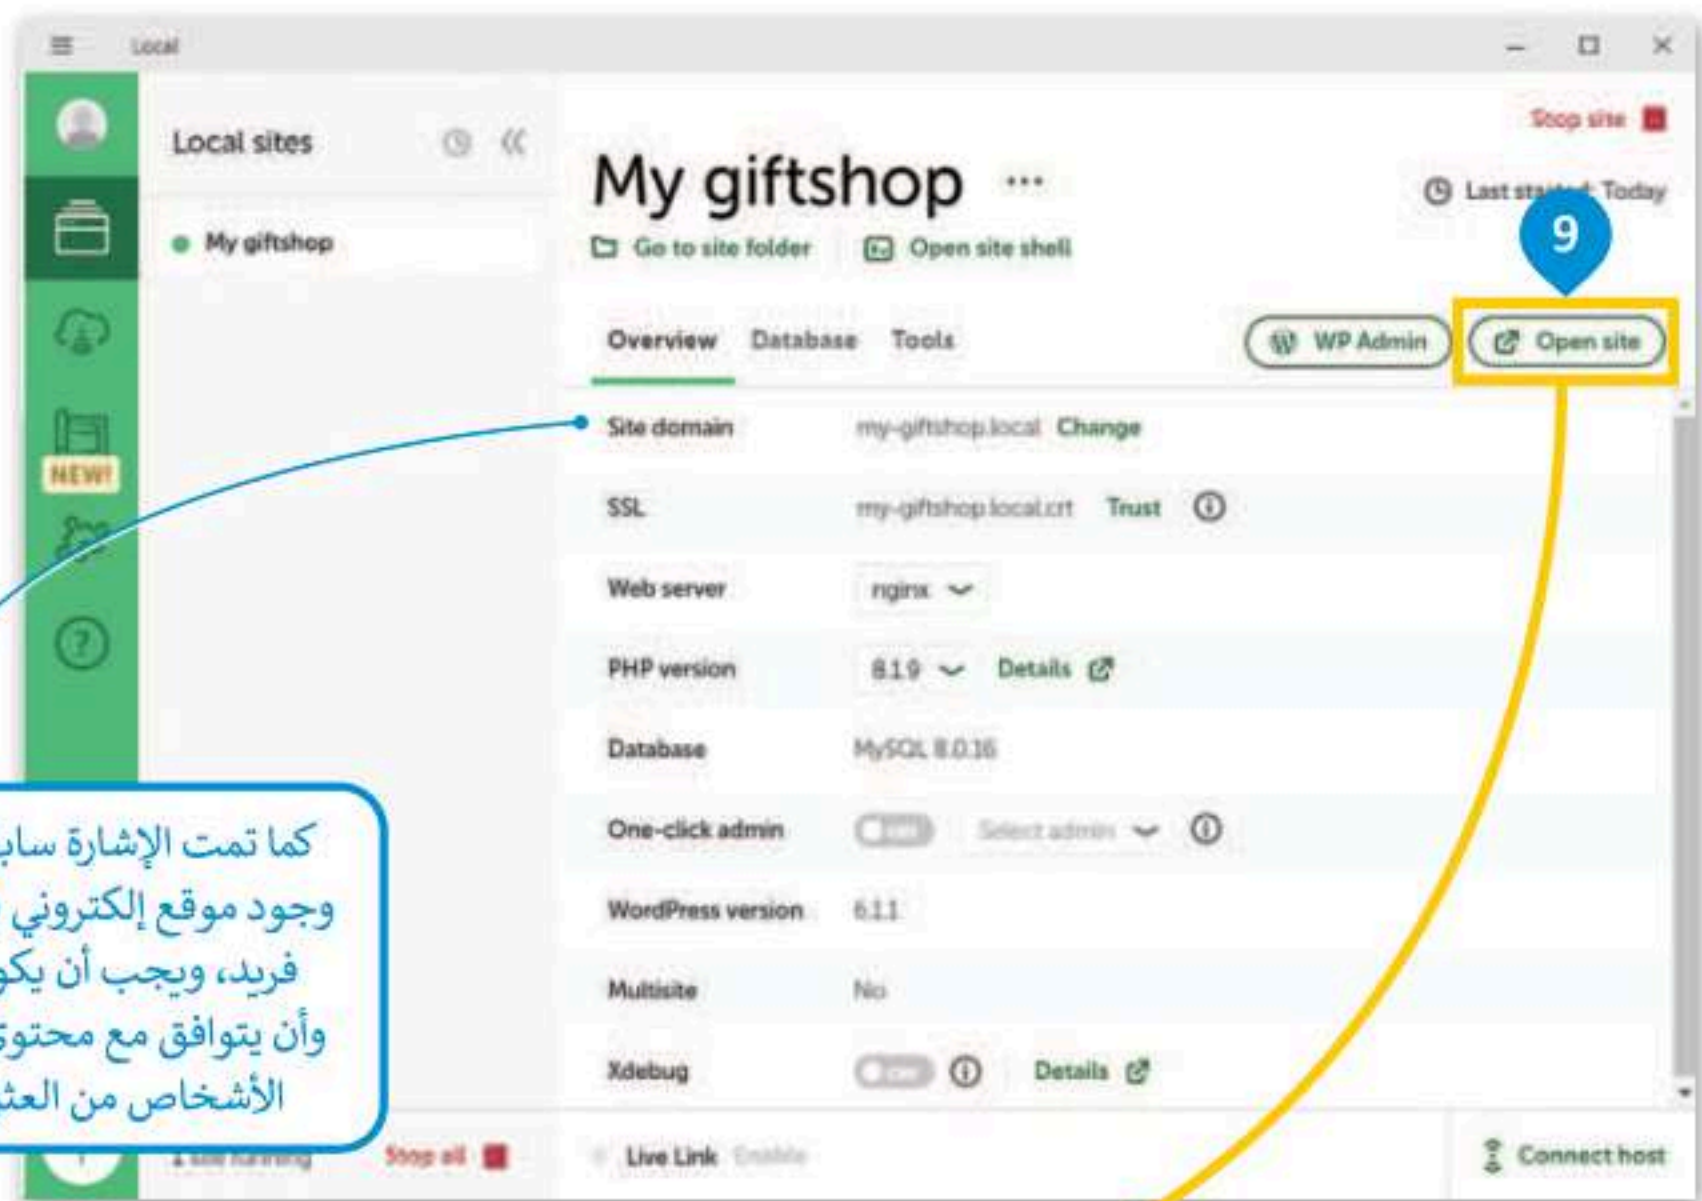 Local
Stop site
Local sites
My giftshop ...
Last started: Today
9
My giftshop
Go to site folder
Open site shell
Overview Database Tools
WP Admin
Open site
Site domain my-giftshop.local Change
NEW!
SSL my-giftshop.local.crt Trust
Web server nginx
PHP version 8.1.9 Details
Database MySQL 8.0.16
One-click admin Select admin
WordPress version 6.1.1
Multisite No
Xdebug Details
كما تمت الإشارة
وجود موقع إلكتروني
فريد، ويجب أن
وأن يتوافق مع
الأشخاص من
Stop all
Live Link Enable
Connect host